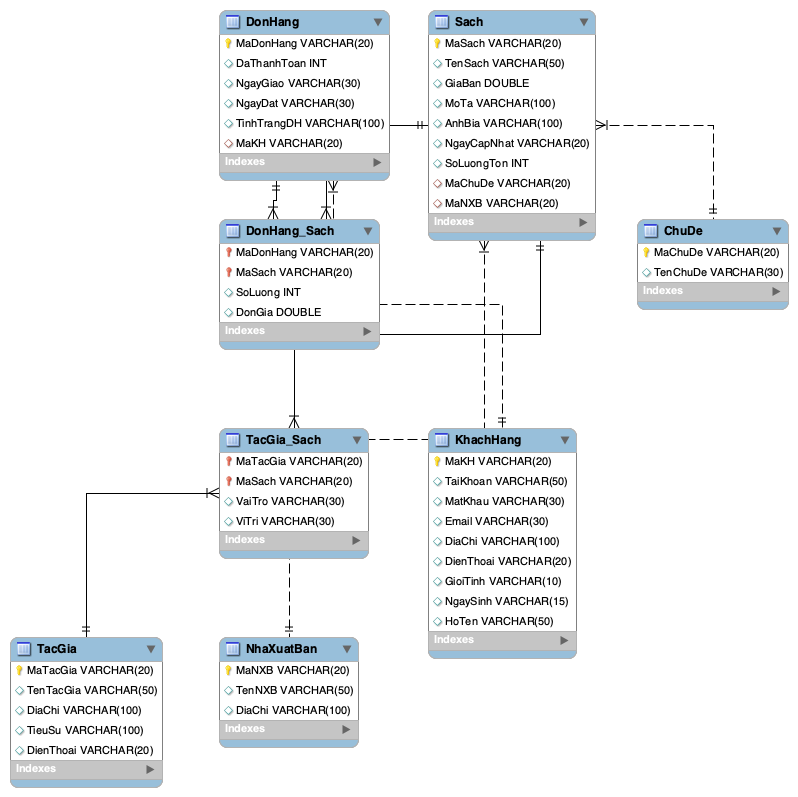 DonHang
MaDonHang VARCHAR(20)
DaThanhToan INT
NgayGiao VARCHAR(30)
NgayDat VARCHAR(30)
TinhTrangDH VARCHAR(100)
MaKH VARCHAR(20)
Indexes
Sach
MaSach VARCHAR(20)
TenSach VARCHAR(50)
GiaBan DOUBLE
MoTa VARCHAR(100)
AnhBia VARCHAR(100)
NgayCapNhat VARCHAR(20)
SoLuongTon INT
MaChuDe VARCHAR(20)
MaNXB VARCHAR(20)
Indexes
DonHang_Sach
MaDonHang VARCHAR(20)
MaSach VARCHAR(20)
SoLuong INT
DonGia DOUBLE
Indexes
ChuDe
MaChuDe VARCHAR(20)
TenChuDe VARCHAR(30)
Indexes
TacGia_Sach
MaTacGia VARCHAR(20)
MaSach VARCHAR(20)
VaiTro VARCHAR(30)
ViTri VARCHAR(30)
Indexes
KhachHang
MaKH VARCHAR(20)
TaiKhoan VARCHAR(50)
MatKhau VARCHAR(30)
Email VARCHAR(30)
DiaChi VARCHAR(100)
DienThoai VARCHAR(20)
GioiTinh VARCHAR(10)
NgaySinh VARCHAR(15)
HoTen VARCHAR(50)
Indexes
TacGia
MaTacGia VARCHAR(20)
TenTacGia VARCHAR(50)
DiaChi VARCHAR(100)
TieuSu VARCHAR(100)
DienThoai VARCHAR(20)
Indexes
NhaXuatBan
MaNXB VARCHAR(20)
TenNXB VARCHAR(50)
DiaChi VARCHAR(100)
Indexes